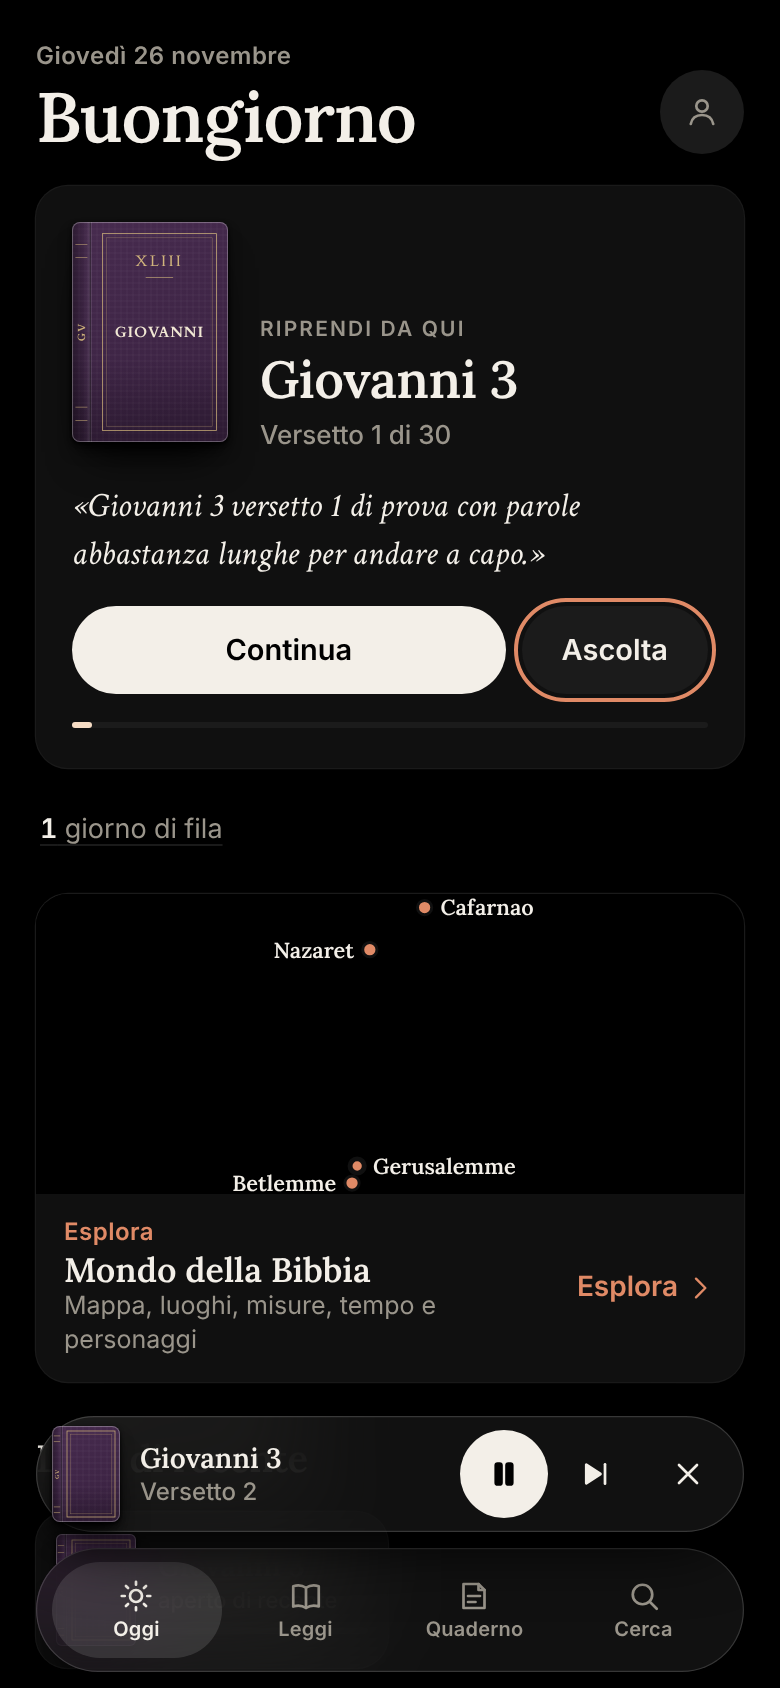 Giovedì 26 novembre
Buongiorno
XLIII
GIOVANNI
GV
RIPRENDI DA QUI
Giovanni 3
Versetto 1 di 30
«Giovanni 3 versetto 1 di prova con parole
abbastanza lunghe per andare a capo.»
Continua
Ascolta
1 giorno di fila
Cafarnao
Nazaret
Gerusalemme
Betlemme
Esplora
Mondo della Bibbia
Mappa, luoghi, misure, tempo e
personaggi
Esplora
GV
Giovanni 3
Versetto 2
Oggi
Leggi
Quaderno
Cerca